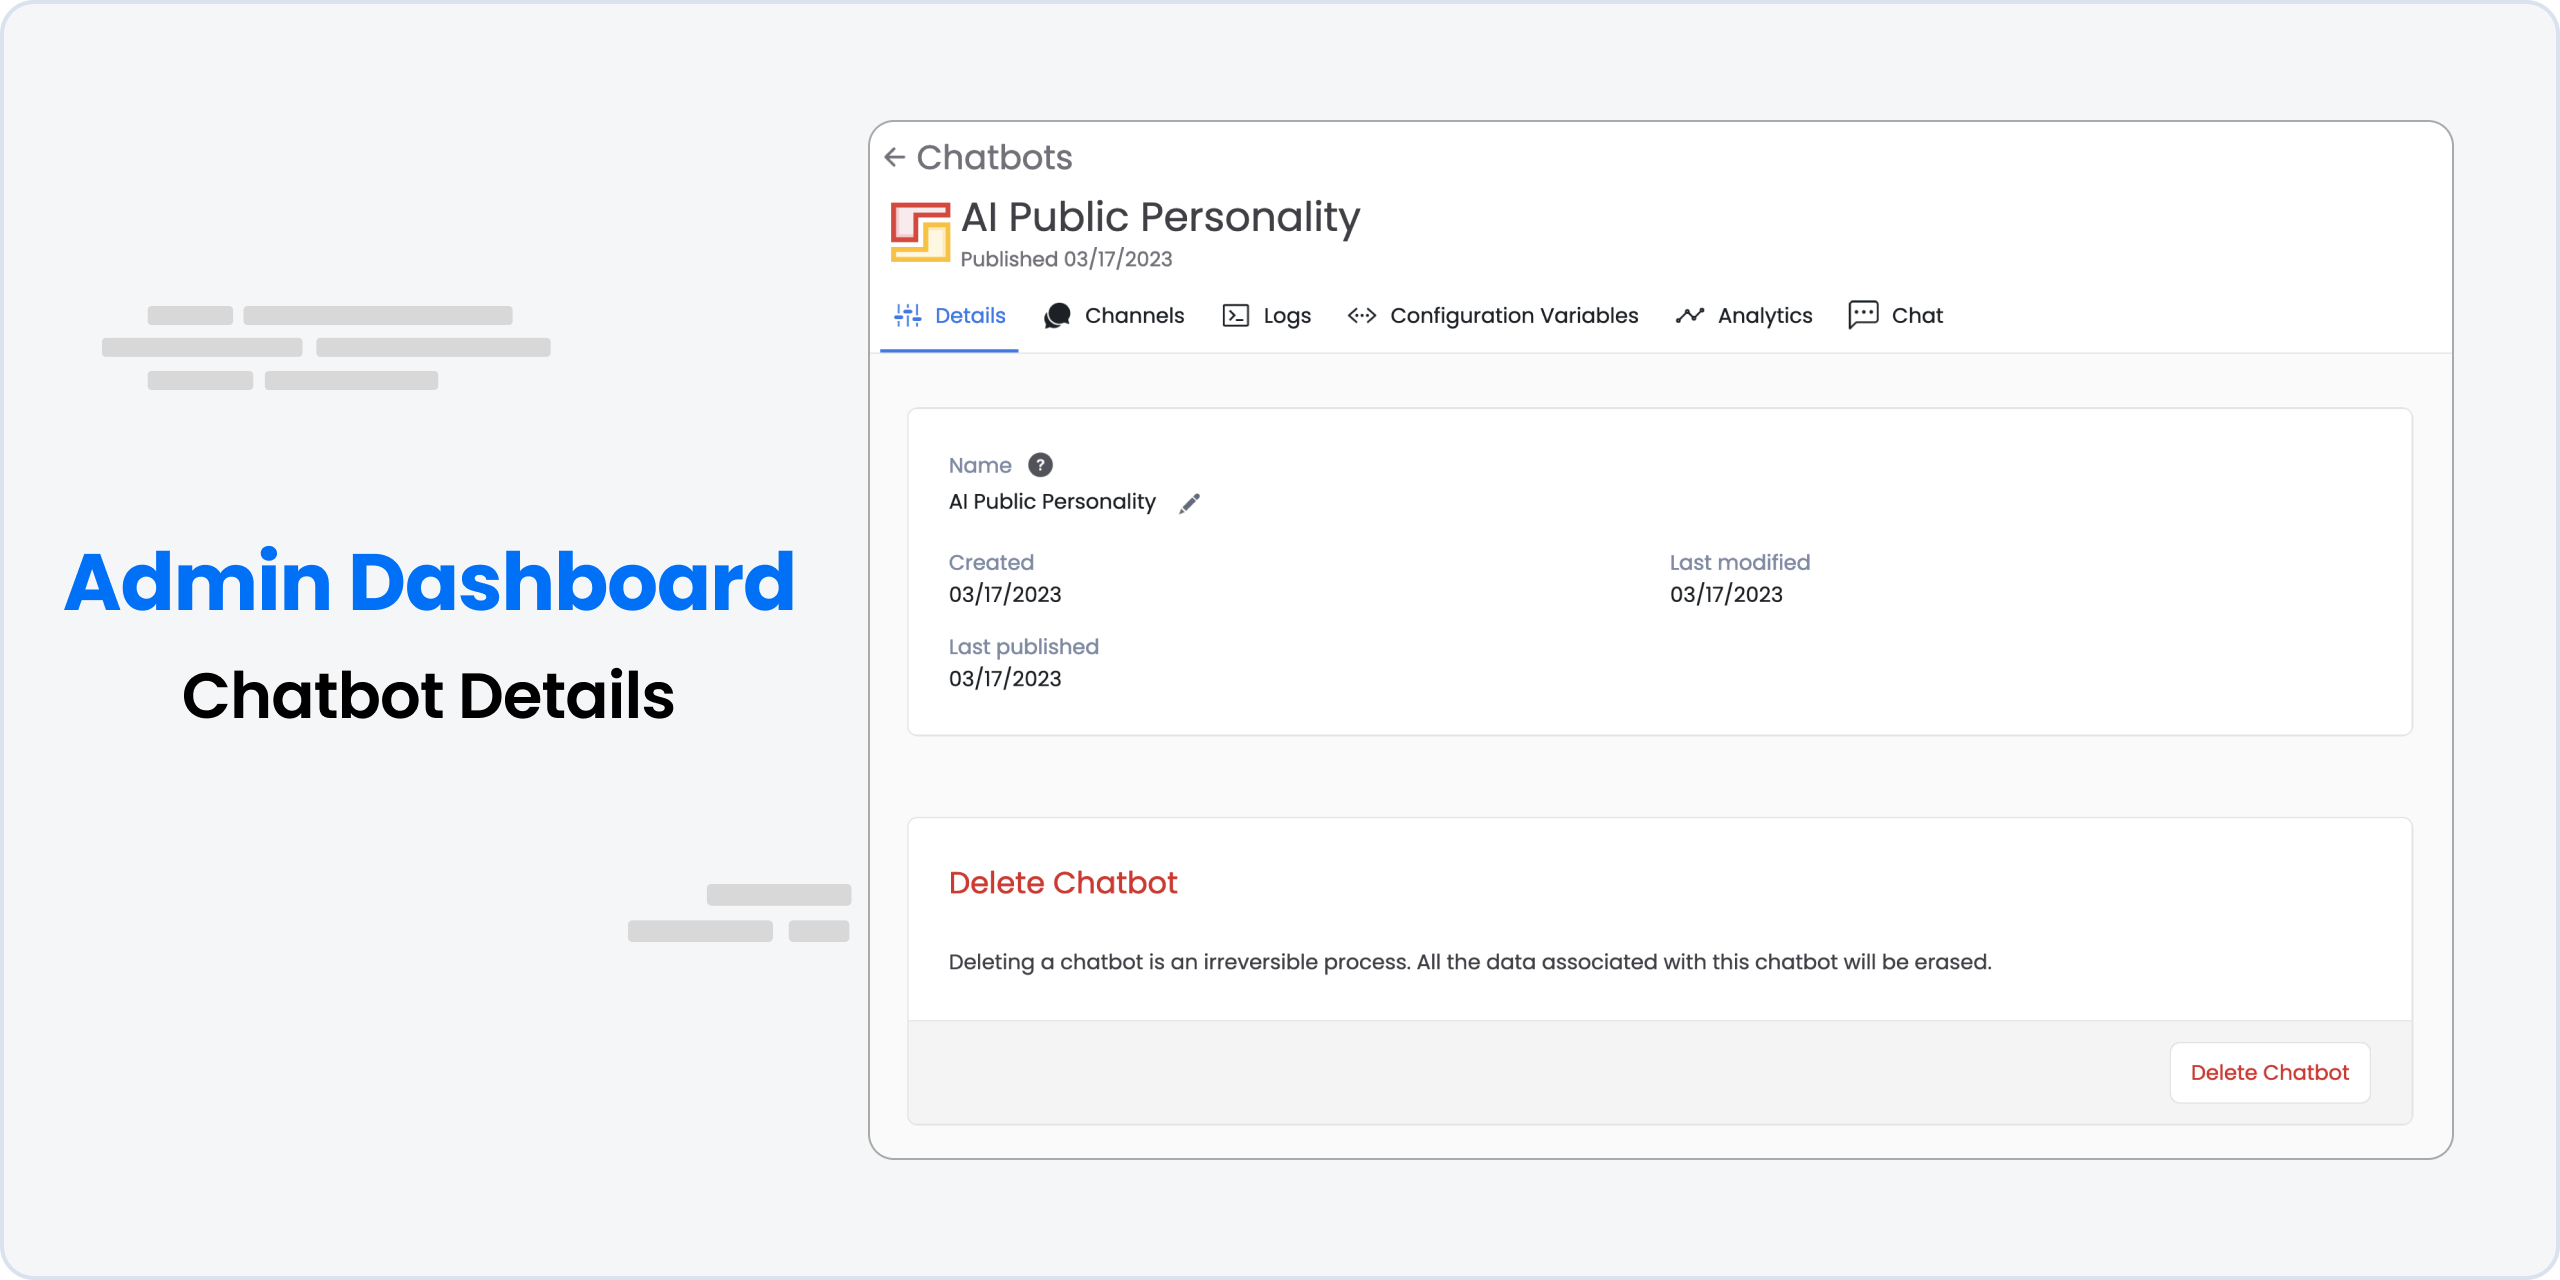 Admin Dashboard
Chatbot Details
Chatbots
AI Public Personality
Published 03/17/2023
Details Channels Logs Configuration Variables Analytics Chat
Name ?
AI Public Personality
Created Last modified
03/17/2023 03/17/2023
Last published
03/17/2023
Delete Chatbot
Deleting a chatbot is an irreversible process. All the data associated with this chatbot will be erased.
Delete Chatbot